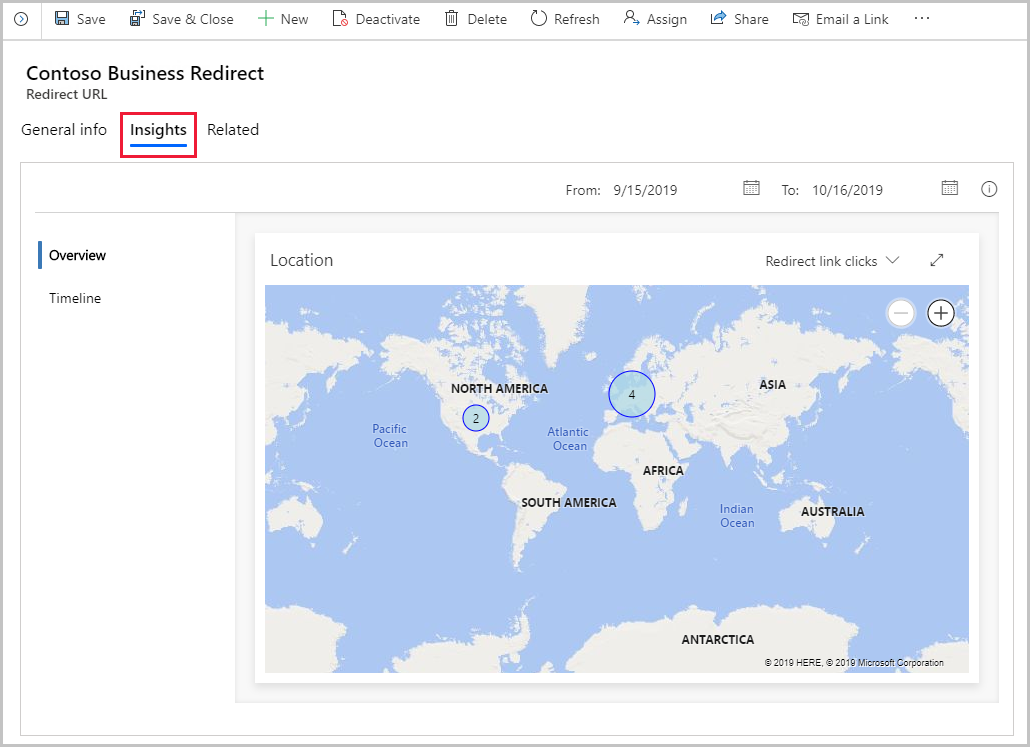 Save Save & Close New Deactivate Delete Refresh Assign Share Email a Link ...
Contoso Business Redirect
Redirect URL
General info Insights Related
From: 9/15/2019 To: 10/16/2019
Overview
Timeline
Location Redirect link clicks
ASIA
NORTH AMERICA
4
2
Pacific
Ocean
Atlantic
Ocean
AFRICA
SOUTH AMERICA
Indian
Ocean
AUSTRALIA
ANTARCTICA
© 2019 HERE, © 2019 Microsoft Corporation